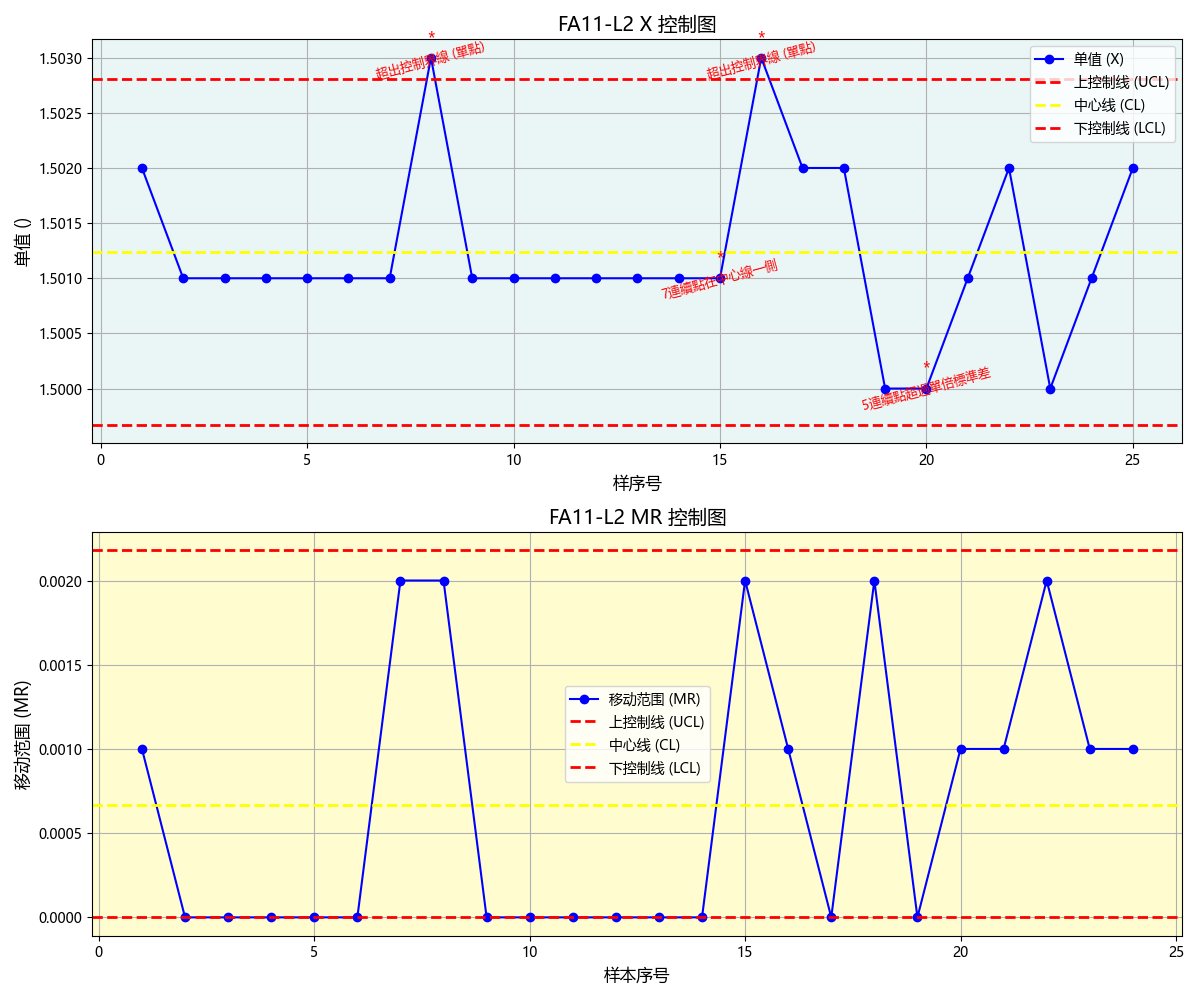 FA11-L2 X 控制图
*
*
超出控制界線 (單點)
超出控制界線 (單點)
单值 (X)
上控制线 (UCL)
中心线 (CL)
下控制线 (LCL)
1.5030
1.5025
1.5020
1.5015
1.5010
1.5005
1.5000
单值 ()
*
7連續點在中心線一側
*
5連續點超過單倍標準差
0
5
10
15
20
25
样序号
FA11-L2 MR 控制图
0.0020
0.0015
0.0010
0.0005
0.0000
移动范围 (MR)
移动范围 (MR)
上控制线 (UCL)
中心线 (CL)
下控制线 (LCL)
0
5
10
15
20
25
样本序号